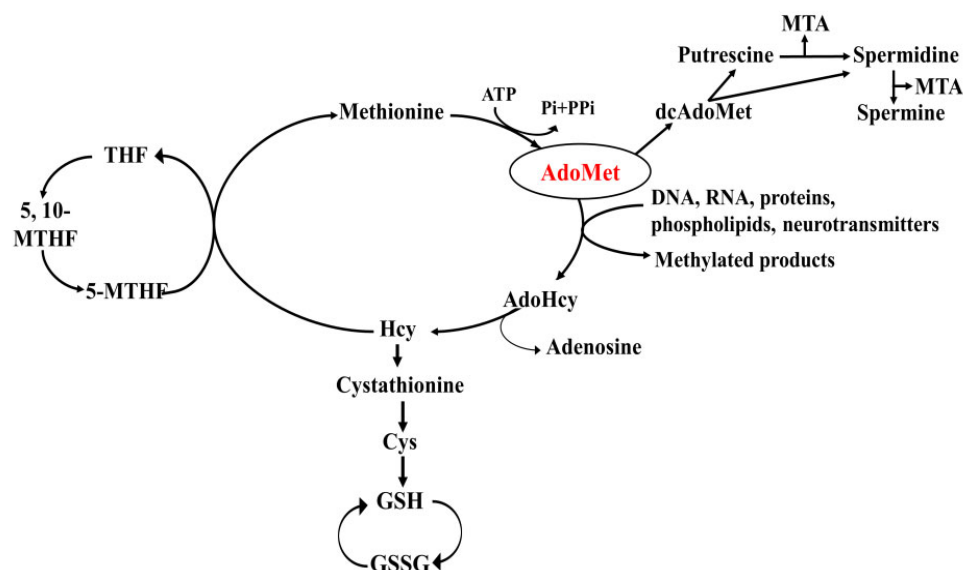 MTA
Putrescine
Spermidine
MTA
Spermine
dcAdoMet
ATP
Pi+PPi
Methionine
AdoMet
THF
5, 10-
MTHF
5-MTHF
DNA, RNA, proteins,
phospholipids, neurotransmitters
Methylated products
AdoHcy
Adenosine
Hcy
Cystathionine
Cys
GSH
GSSG